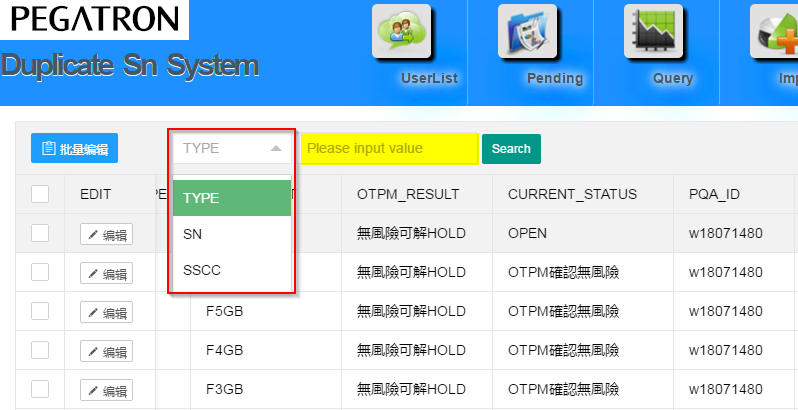 PEGATRON
Duplicate Sn System
UserList
Pending
Query
批量编辑
TYPE
Please input value
Search
EDIT
OTPM_RESULT
CURRENT_STATUS
PQA_ID
TYPE
编辑
無風險可解HOLD
OPEN
w18071480
SN
编辑
無風險可解HOLD
OTPM確認無風險
w18071480
SSCC
编辑
F5GB
無風險可解HOLD
OTPM確認無風險
w18071480
编辑
F4GB
無風險可解HOLD
OTPM確認無風險
w18071480
编辑
F3GB
無風險可解HOLD
OTPM確認無風險
w18071480